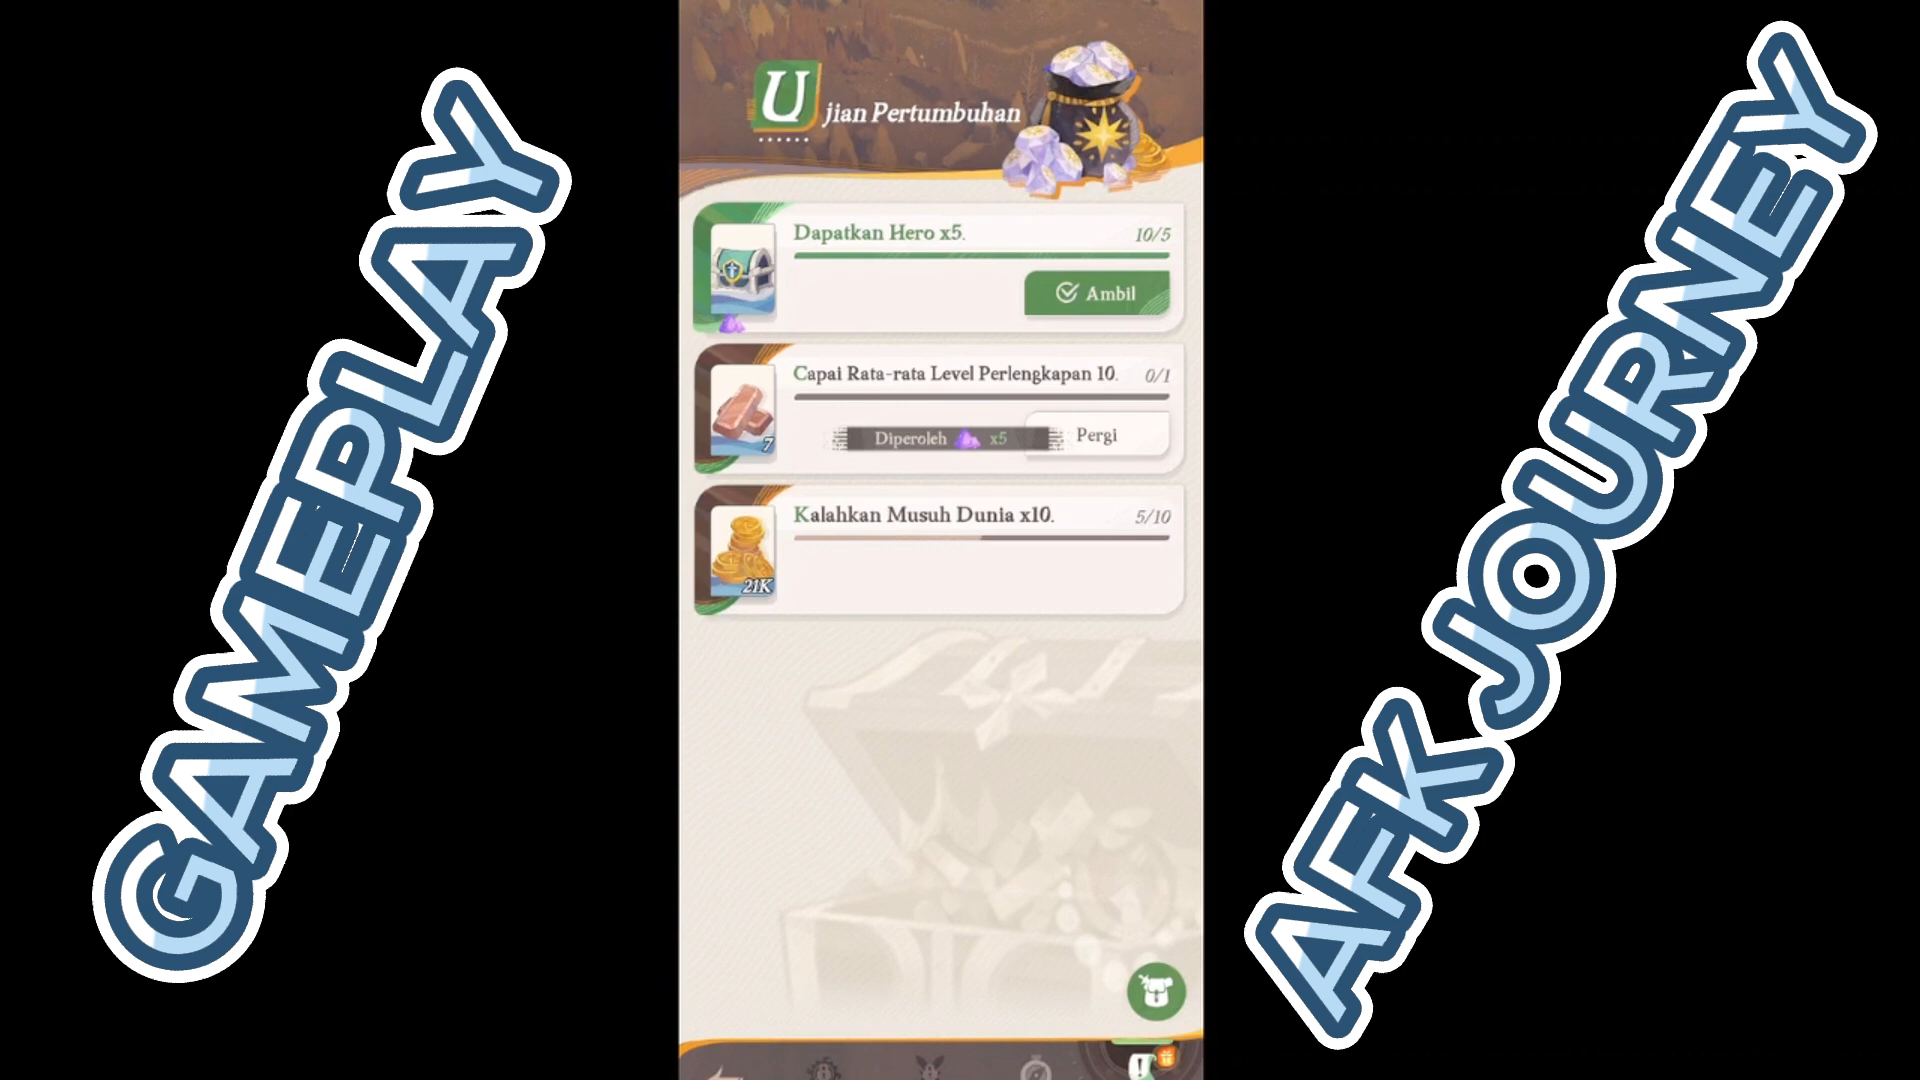 GAMEPLAY
Ujian Pertumbuhan
Dapatkan Hero x5.
10/5
Ambil
Capai Rata-rata Level Perlengkapan 10.
0/1
7
Diperoleh x5
Pergi
Kalahkan Musuh Dunia x10.
5/10
21K
AFK JOURNEY